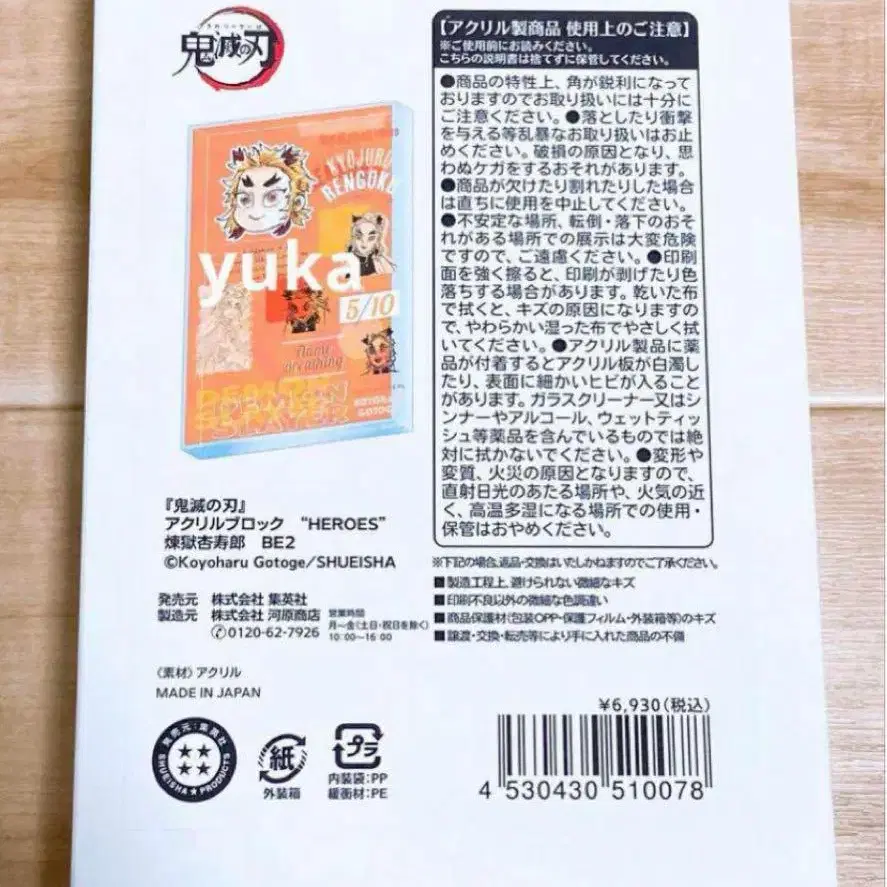 鬼滅の刃
KYOJURO
RENGOKU
yuka
5/10
DEMON
SLAYER
『鬼滅の刃』
アクリルブロック “HEROES”
煉獄杏寿郎 BE2
©Koyoharu Gotoge/SHUEISHA
発売元 株式会社 集英社
製造元 株式会社 河原商店
✆0120-62-7926
営業時間
月～金(土日・祝日を除く)
10:00～16:00
〈素材〉アクリル
MADE IN JAPAN
発売元:集英社
SHUEISHA★PRODUCTS
紙
外装箱
プラ
内装袋:PP
緩衝材:PE
【アクリル製商品 使用上のご注意】
※ご使用前にお読みください。
こちらの説明書は捨てずに保管してください。
●商品の特性上、角が鋭利になって
おりますのでお取り扱いには十分に
ご注意ください。●落としたり衝撃
を与える等乱暴なお取り扱いはお止
めください。破損の原因となり、思
わぬケガをするおそれがあります。
●商品が欠けたり割れたりした場合
は直ちに使用を中止してください。
●不安定な場所、転倒・落下のおそ
れがある場所での展示は大変危険
ですので、ご遠慮ください。●印刷
面を強く擦ると、印刷が剥げたり色
落ちする場合があります。乾いた布
で拭くと、キズの原因になりますの
で、やわらかい湿った布でやさしく拭
いてください。●アクリル製品に薬
品が付着するとアクリル板が白濁し
たり、表面に細かいヒビが入ること
があります。ガラスクリーナー又はシ
ンナーやアルコール、ウェットティッ
シュ等薬品を含んでいるものでは絶
対に拭かないでください。●変形や
変質、火災の原因となりますので、
直射日光のあたる場所や、火気の近
く、高温多湿になる場所での使用・
保管はおやめください。
※下記の場合、返品・交換はいたしかねますのでご了承ください。
■製造工程上、避けられない微細なキズ
■印刷不良以外の微細な色調違い
■商品保護材(包装OPP・保護フィルム・外装箱等)のキズ
■譲渡・交換・転売等により手に入れた商品の不備
¥6,930(税込)
4 530430 510078